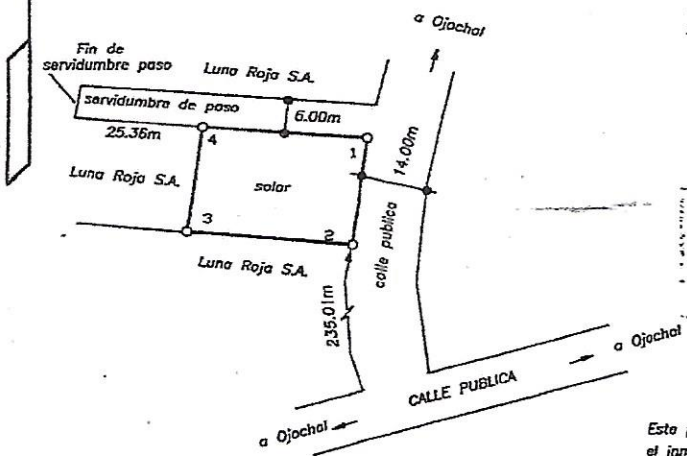 a Ojochal
Fin de
servidumbre paso
Luna Roja S.A.
servidumbre de paso
6.00m
25.36m
4
1
14.00m
Luna Roja S.A.
solar
calle publica
3
2
Luna Roja S.A.
235.01m
a Ojochal
CALLE PUBLICA
a Ojochal
Este
el inm